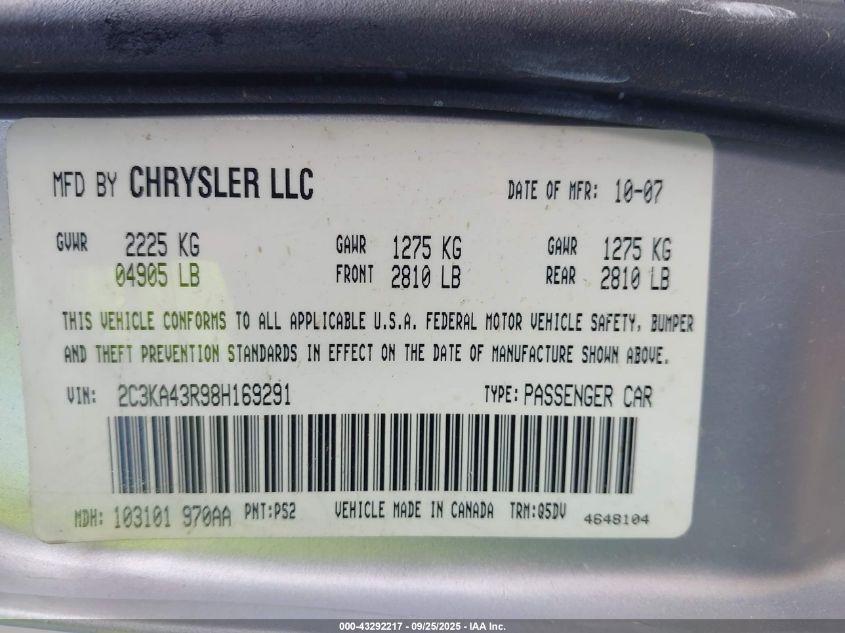 MFD BY CHRYSLER LLC DATE OF MFR: 10-07
GVWR 2225 KG GAWR 1275 KG GAWR 1275 KG
04905 LB FRONT 2810 LB REAR 2810 LB
THIS VEHICLE CONFORMS TO ALL APPLICABLE U.S.A. FEDERAL MOTOR VEHICLE SAFETY, BUMPER
AND THEFT PREVENTION STANDARDS IN EFFECT ON THE DATE OF MANUFACTURE SHOWN ABOVE.
VIN: 2C3KA43R98H169291 TYPE: PASSENGER CAR
MDH: 103101 970AA PNT:PS2 VEHICLE MADE IN CANADA TRM:Q5DV 4648104
000-43292217 - 09/25/2025 - IAA Inc.